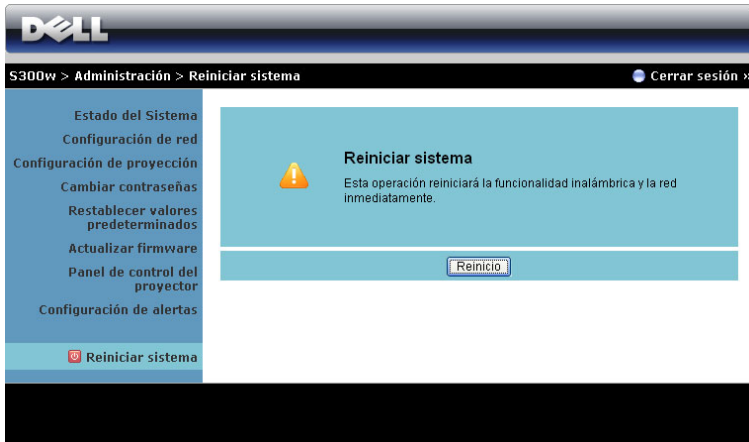 DELL
S300w > Administración > Reiniciar sistema
Cerrar sesión »
Estado del Sistema
Configuración de red
Configuración de proyección
Cambiar contraseñas
Restablecer valores
predeterminados
Actualizar firmware
Panel de control del
proyector
Configuración de alertas
Reiniciar sistema
Reiniciar sistema
Esta operación reiniciará la funcionalidad inalámbrica y la red
inmediatamente.
Reinicio